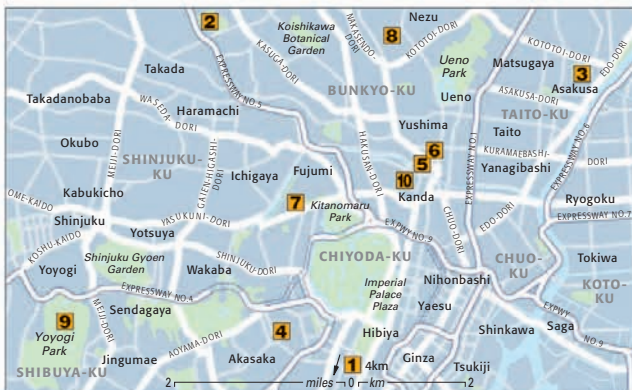 2
Koishikawa
Botanical
Garden
NAKASENDO-
DORI
Nezu
8
KOTOTOI-DORI
KASUGA-DORI
Ueno
Park
Matsugaya
KOTOTOI-DORI
3
EDO-DORI
Takada
EXPRESSWAY NO.5
BUNKYO-KU
Asakusa
ASAKUSA-DORI
Ueno
TAITO-KU
Takadanobaba
WASEDA-DORI
Haramachi
Yushima
EXPRESSWAY NO.1
Taito
EXPRESSWAY NO.6
MEIJI-DORI
Okubo
SHINJUKU-
KU
GAIEN-HIGASHI-
DORI
HAKUSAN-DORI
6
5
KURAMAEBASHI-
DORI
Ichigaya
Fujumi
Yanagibashi
10
Kabukicho
Kanda
OME-KAIDO
7
Kitanomaru
Park
Ryogoku
Shinjuku
YASUKUNI-DORI
EXPRESSWAY NO.7
KOSHU-KAIDO
Yotsuya
EXPWY NO.9
CHUO-DORI
EDO-DORI
Shinjuku Gyoen
Garden
SHINJUKU-DORI
CHIYODA-KU
CHUO-
KU
Tokiwa
Yoyogi
Wakaba
Nihonbashi
KOTO-
KU
EXPRESSWAY NO.4
Imperial
Palace
Plaza
Yaesu
9
MEIJI-DORI
Sendagaya
Yoyogi
Park
4
Hibiya
Shinkawa
Saga
EXPWY
NO.9
AOYAMA-DORI
SHIBUYA-KU
Jingumae
Akasaka
1
4km
Ginza
Tsukiji
2
miles
0
km
2